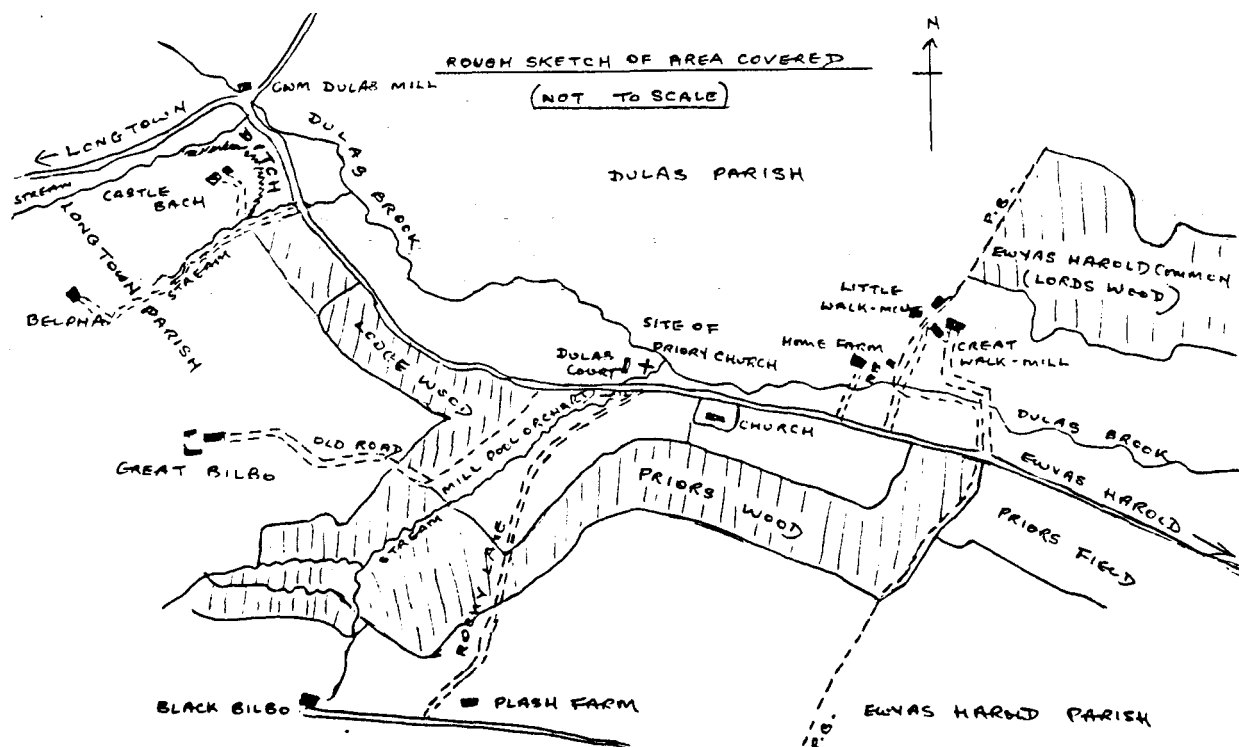 ROUGH SKETCH OF AREA COVERED
(NOT TO SCALE)
N
CWM DULAS MILL
LONGTOWN
DITCH
DULAS BROOK
DULAS PARISH
STREAM
CASTLE
BACH
LONGTOWN PARISH
STREAM
BELPHA
P.B.
EWYAS HAROLD COMMON
(LORDS WOOD)
LITTLE
WALK-MILL
SITE OF
PRIORY CHURCH
HOME FARM
GREAT
WALK-MILL
DULAS
COURT
WOOD
MILL POOL ORCHARD
CHURCH
DULAS BROOK
OLD ROAD
GREAT BILBO
EWYAS HAROLD
PRIORS WOOD
PRIORS FIELD
STREAM
LANE
BLACK BILBO
PLASH FARM
EWYAS HAROLD PARISH
P.B.